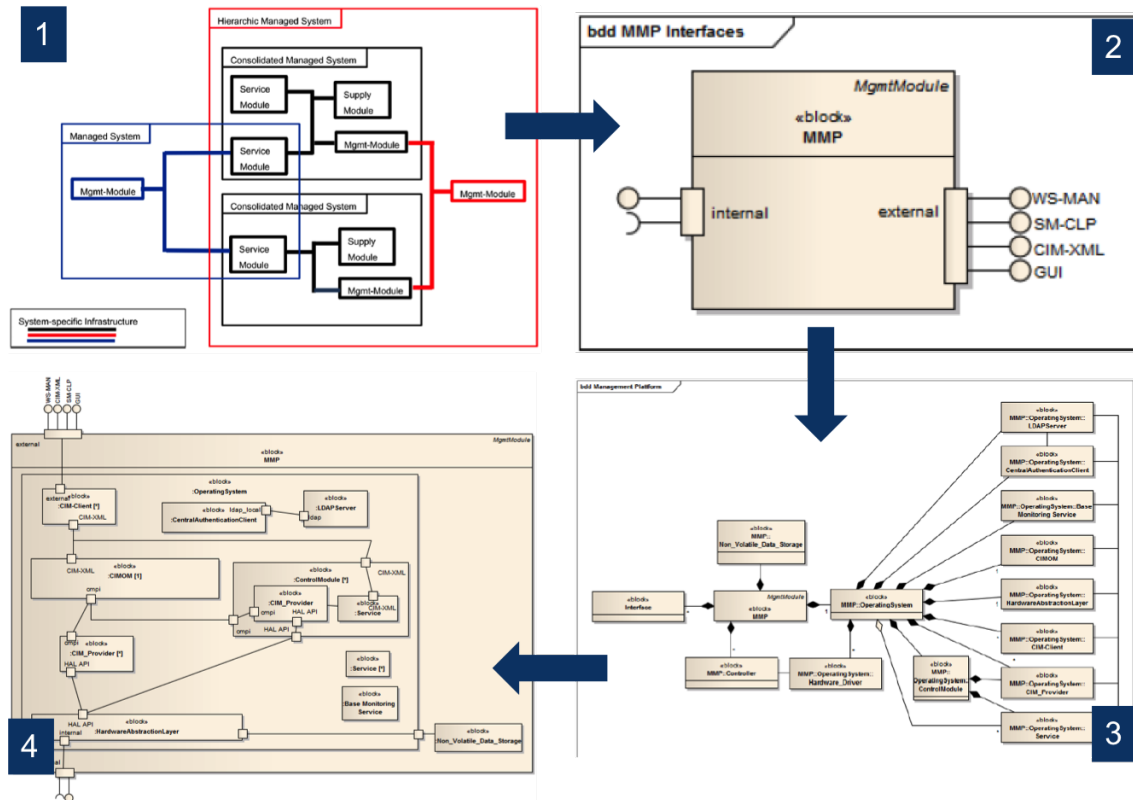 1
Hierarchic Managed System
Consolidated Managed System
Service
Module
Supply
Module
Managed System
Service
Module
Mgmt-Module
Mgmt-Module
Mgmt-Module
Consolidated Managed System
Service
Module
Supply
Module
Mgmt-Module
System-specific Infrastructure
2
bdd MMP Interfaces
MgmtModule
«block»
MMP
internal
external
WS-MAN
SM-CLP
CIM-XML
GUI
bdd Management Platform
«block»
MMP::OperatingSystem::
LDAPServer
«block»
MMP::OperatingSystem::
CentralAuthenticationClient
«block»
MMP::OperatingSystem::Base
Monitoring Service
«block»
MMP::OperatingSystem::
CIMOM
«block»
MMP::OperatingSystem::
HardwareAbstractionLayer
«block»
MMP::OperatingSystem::
CIM-Client
«block»
MMP::OperatingSystem::
CIM_Provider
«block»
MMP::OperatingSystem::
Service
«block»
MMP::
Non_Volatile_Data_Storage
«block»
Interface
MgmtModule
«block»
MMP
«block»
MMP::OperatingSystem
«block»
MMP::Controller
«block»
MMP::OperatingSystem::
Hardware_Driver
«block»
MMP::
OperatingSystem::
ControlModule
1
1
1
3
WS-MAN
CIM-XML
SM-CLP
GUI
external
MgmtModule
«block»
MMP
«block»
:OperatingSystem
external
«block»
:CIM-Client [*]
CIM-XML
«block»
:CentralAuthenticationClient
ldap_local
«block»
:LDAPServer
ldap
CIM-XML
«block»
:CIMOM [1]
cmpi
«block»
:ControlModule [*]
CIM-XML
«block»
:CIM_Provider
cmpi
HAL API
CIM-XML
«block»
:Service
cmpi
«block»
:CIM_Provider [*]
HAL API
HAL API
«block»
:Service [*]
«block»
:Base Monitoring
Service
HAL API
«block»
:HardwareAbstractionLayer
internal
«block»
:Non_Volatile_Data_Storage
4